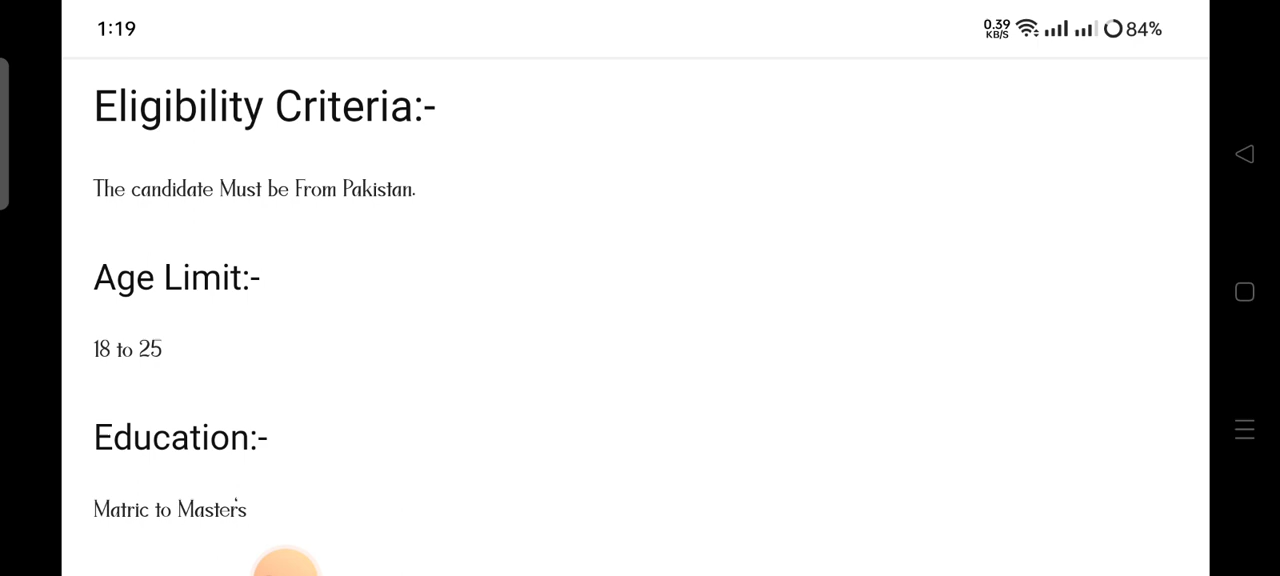 1:19
0.39 KB/S 84%
Eligibility Criteria:-
The candidate Must be From Pakistan.
Age Limit:-
18 to 25
Education:-
Matric to Master's